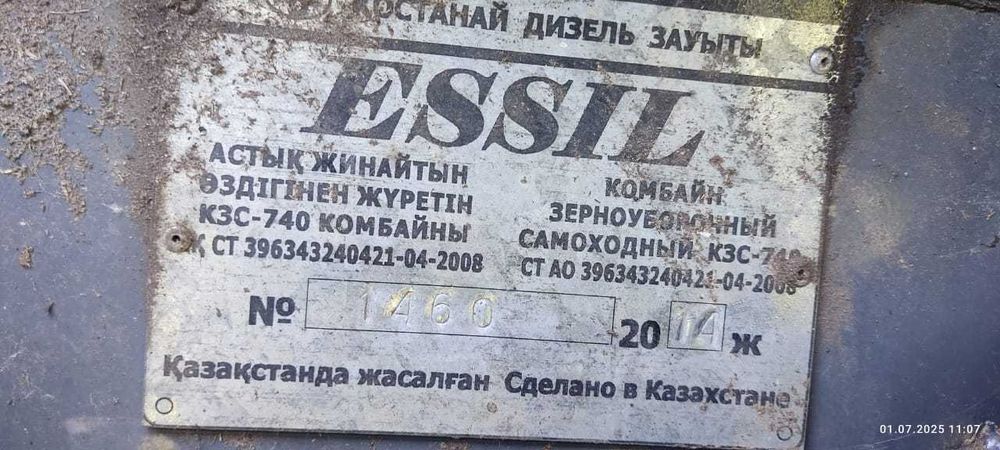 ҚОСТАНАЙ ДИЗЕЛЬ ЗАУЫТЫ
ESSIL
АСТЫҚ ЖИНАЙТЫН
ӨЗДІГІНЕН ЖҮРЕТІН
КЗС-740 КОМБАЙНЫ
Қ СТ 396343240421-04-2008
КОМБАЙН
ЗЕРНОУБОРОЧНЫЙ
САМОХОДНЫЙ КЗС-740
СТ АО 396343240421-04-2008
№ 1460 2014 ж
Қазақстанда жасалған Сделано в Казахстане
01.07.2025 11:07